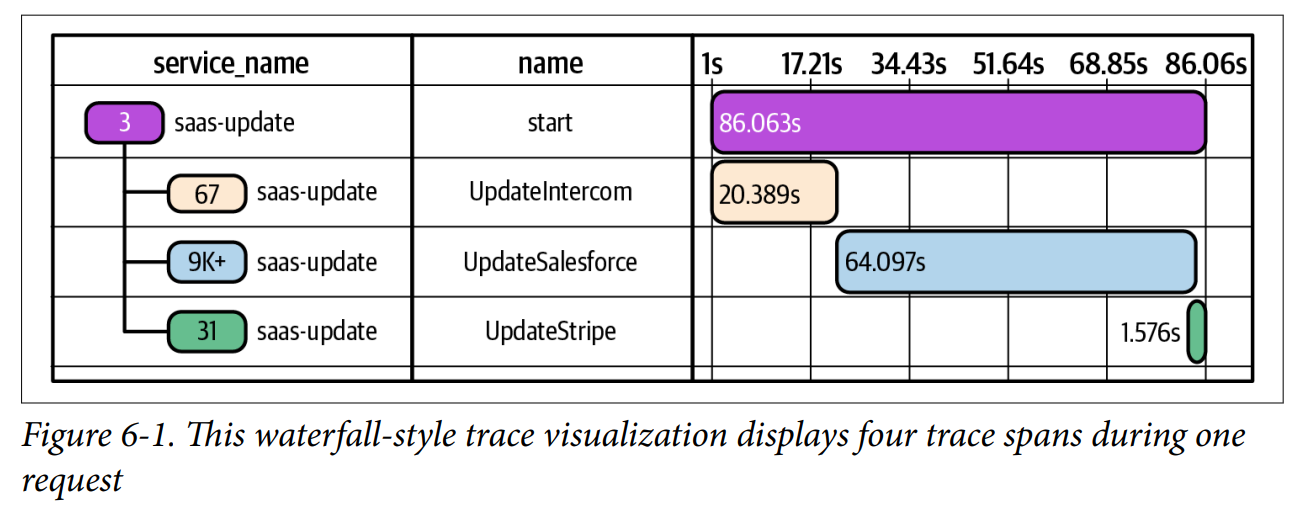 service_name name 1s 17.21s 34.43s 51.64s 68.85s 86.06s
3 saas-update start 86.063s
67 saas-update UpdateIntercom 20.389s
9K+ saas-update UpdateSalesforce 64.097s
31 saas-update UpdateStripe 1.576s
Figure 6-1. This waterfall-style trace visualization displays four trace spans during one
request